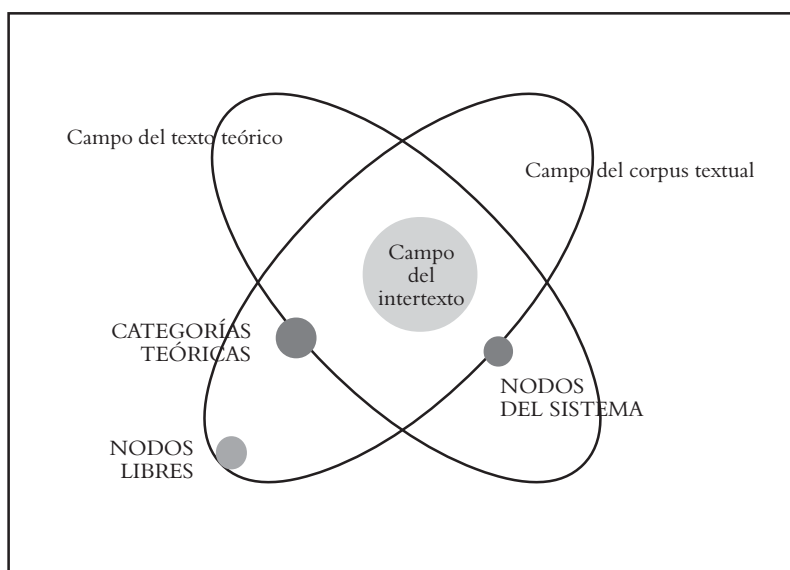 Campo del texto teórico
Campo del corpus textual
Campo
del
intertexto
CATEGORÍAS
TEÓRICAS
NODOS
DEL SISTEMA
NODOS
LIBRES